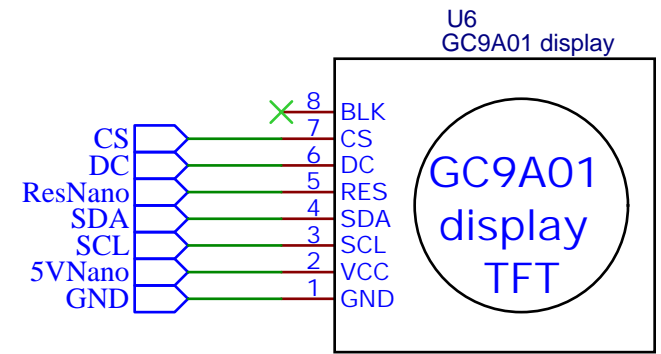 U6
GC9A01 display
8 BLK
CS 7 CS
DC 6 DC
ResNano 5 RES
SDA 4 SDA
SCL 3 SCL
5VNano 2 VCC
GND 1 GND
GC9A01
display
TFT